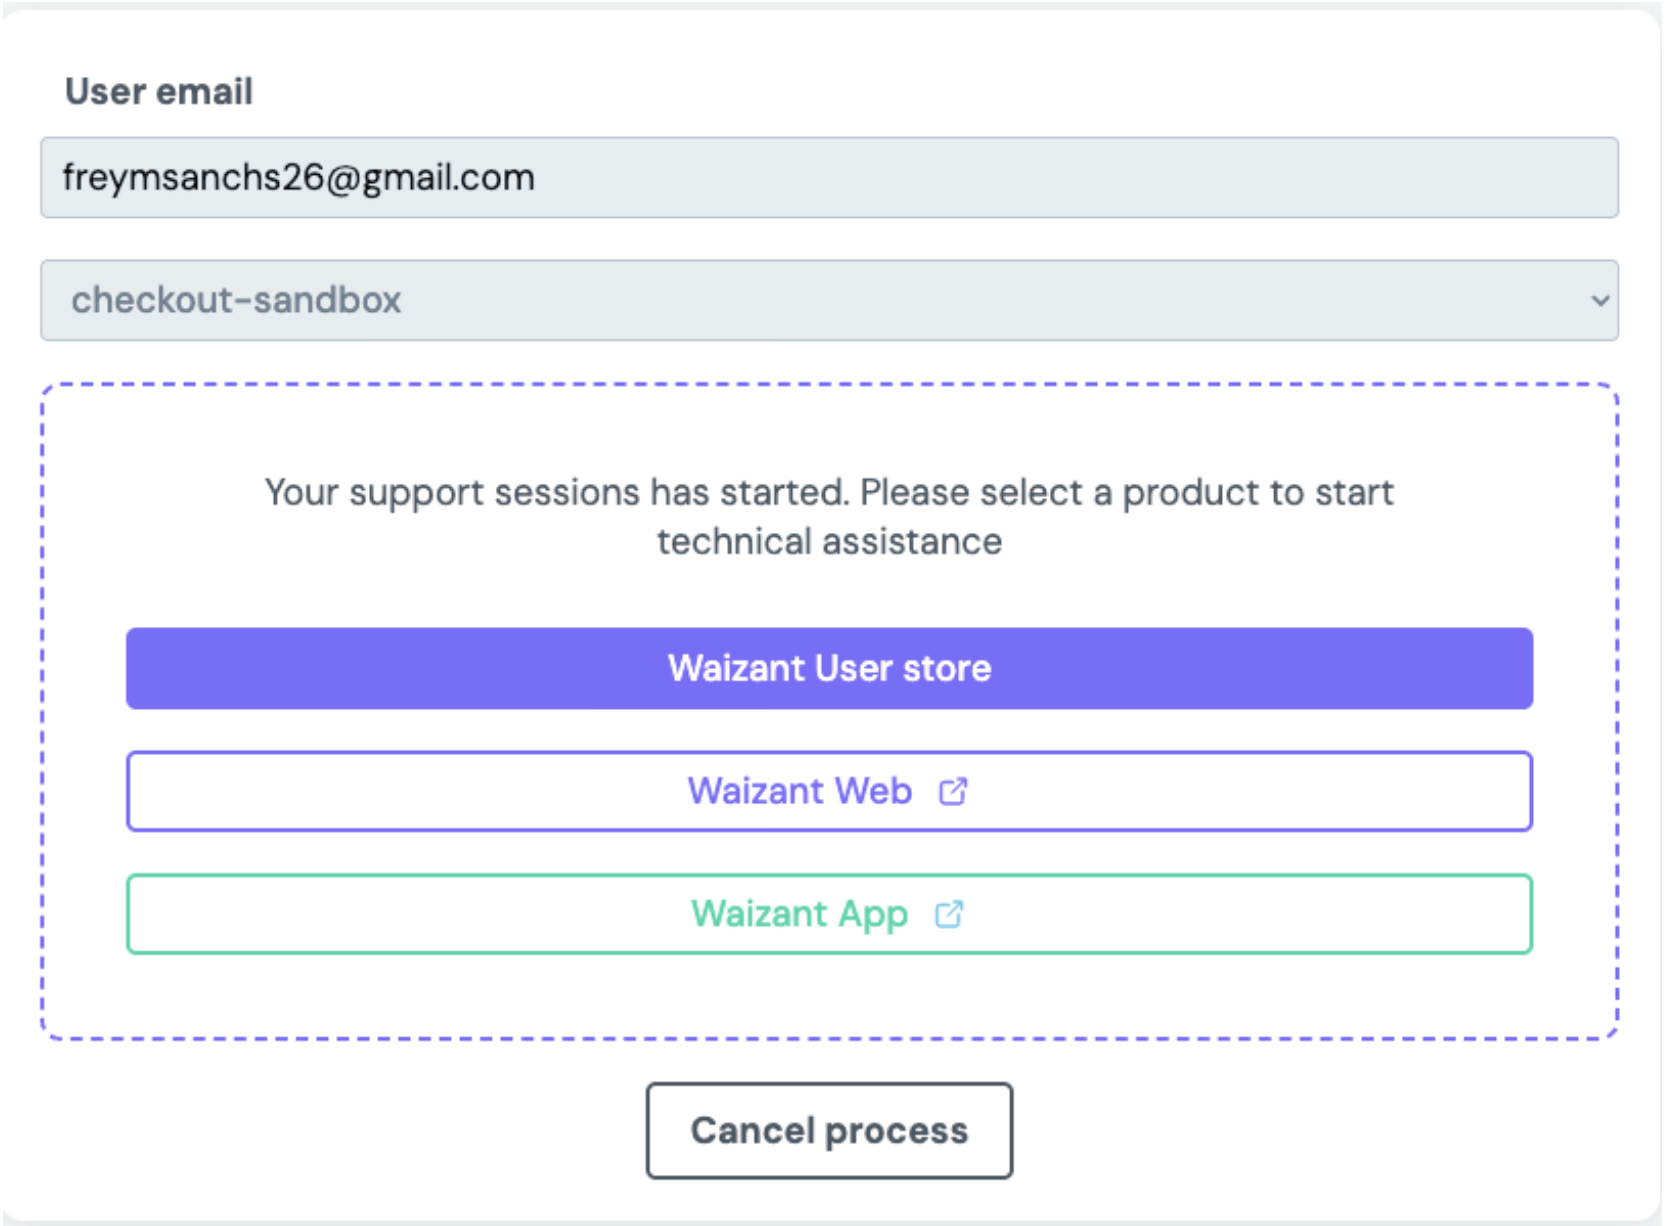 User email
freymsanchs26@gmail.com
checkout-sandbox
Your support sessions has started. Please select a product to start
technical assistance
Waizant User store
Waizant Web
Waizant App
Cancel process